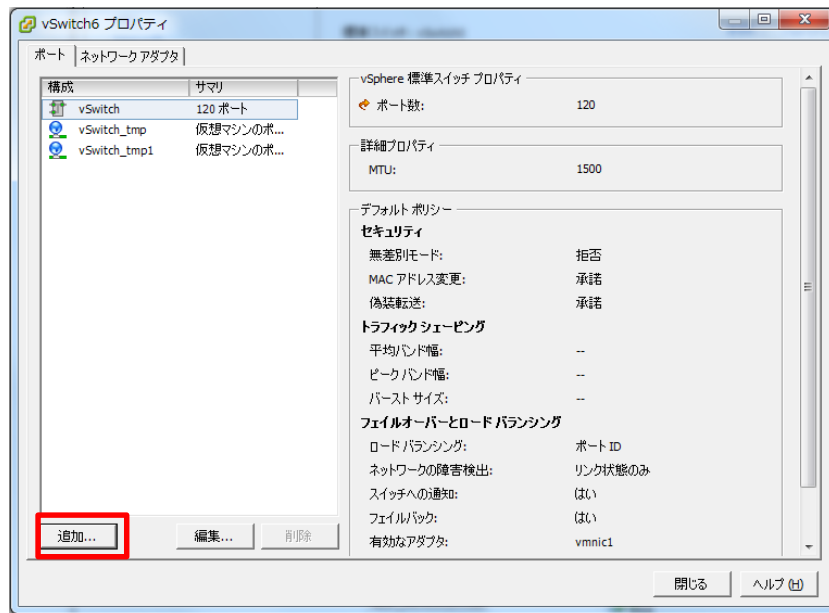 vSwitch6 プロパティ
ポート ネットワーク アダプタ
構成 サマリ
vSwitch 120 ポート
vSwitch_tmp 仮想マシンのポ...
vSwitch_tmp1 仮想マシンのポ...
追加... 編集... 削除
vSphere 標準スイッチ プロパティ
ポート数: 120
詳細プロパティ
MTU: 1500
デフォルト ポリシー
セキュリティ
無差別モード: 拒否
MAC アドレス変更: 承諾
偽装転送: 承諾
トラフィック シェーピング
平均バンド幅: --
ピーク バンド幅: --
バースト サイズ: --
フェイルオーバーとロード バランシング
ロード バランシング: ポート ID
ネットワークの障害検出: リンク状態のみ
スイッチへの通知: はい
フェイルバック: はい
有効なアダプタ: vmnic1
閉じる ヘルプ (H)